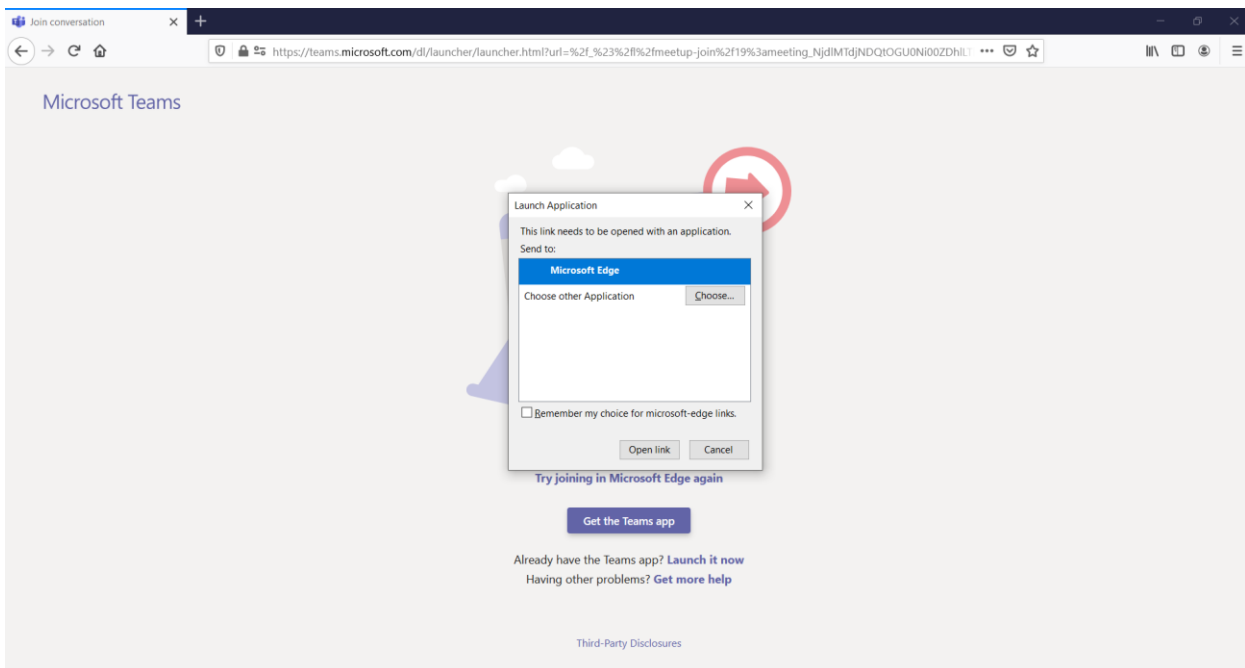 Join conversation
https://teams.microsoft.com/dl/launcher/launcher.html?url=%2f_%23%2fl%2fmeetup-join%2f19%3ameeting_NjdlMTdjNDQtOGU0Ni00ZDhlL
Microsoft Teams
Launch Application
This link needs to be opened with an application.
Send to:
Microsoft Edge
Choose other Application Choose...
Remember my choice for microsoft-edge links.
Open link Cancel
Try joining in Microsoft Edge again
Get the Teams app
Already have the Teams app? Launch it now
Having other problems? Get more help
Third-Party Disclosures